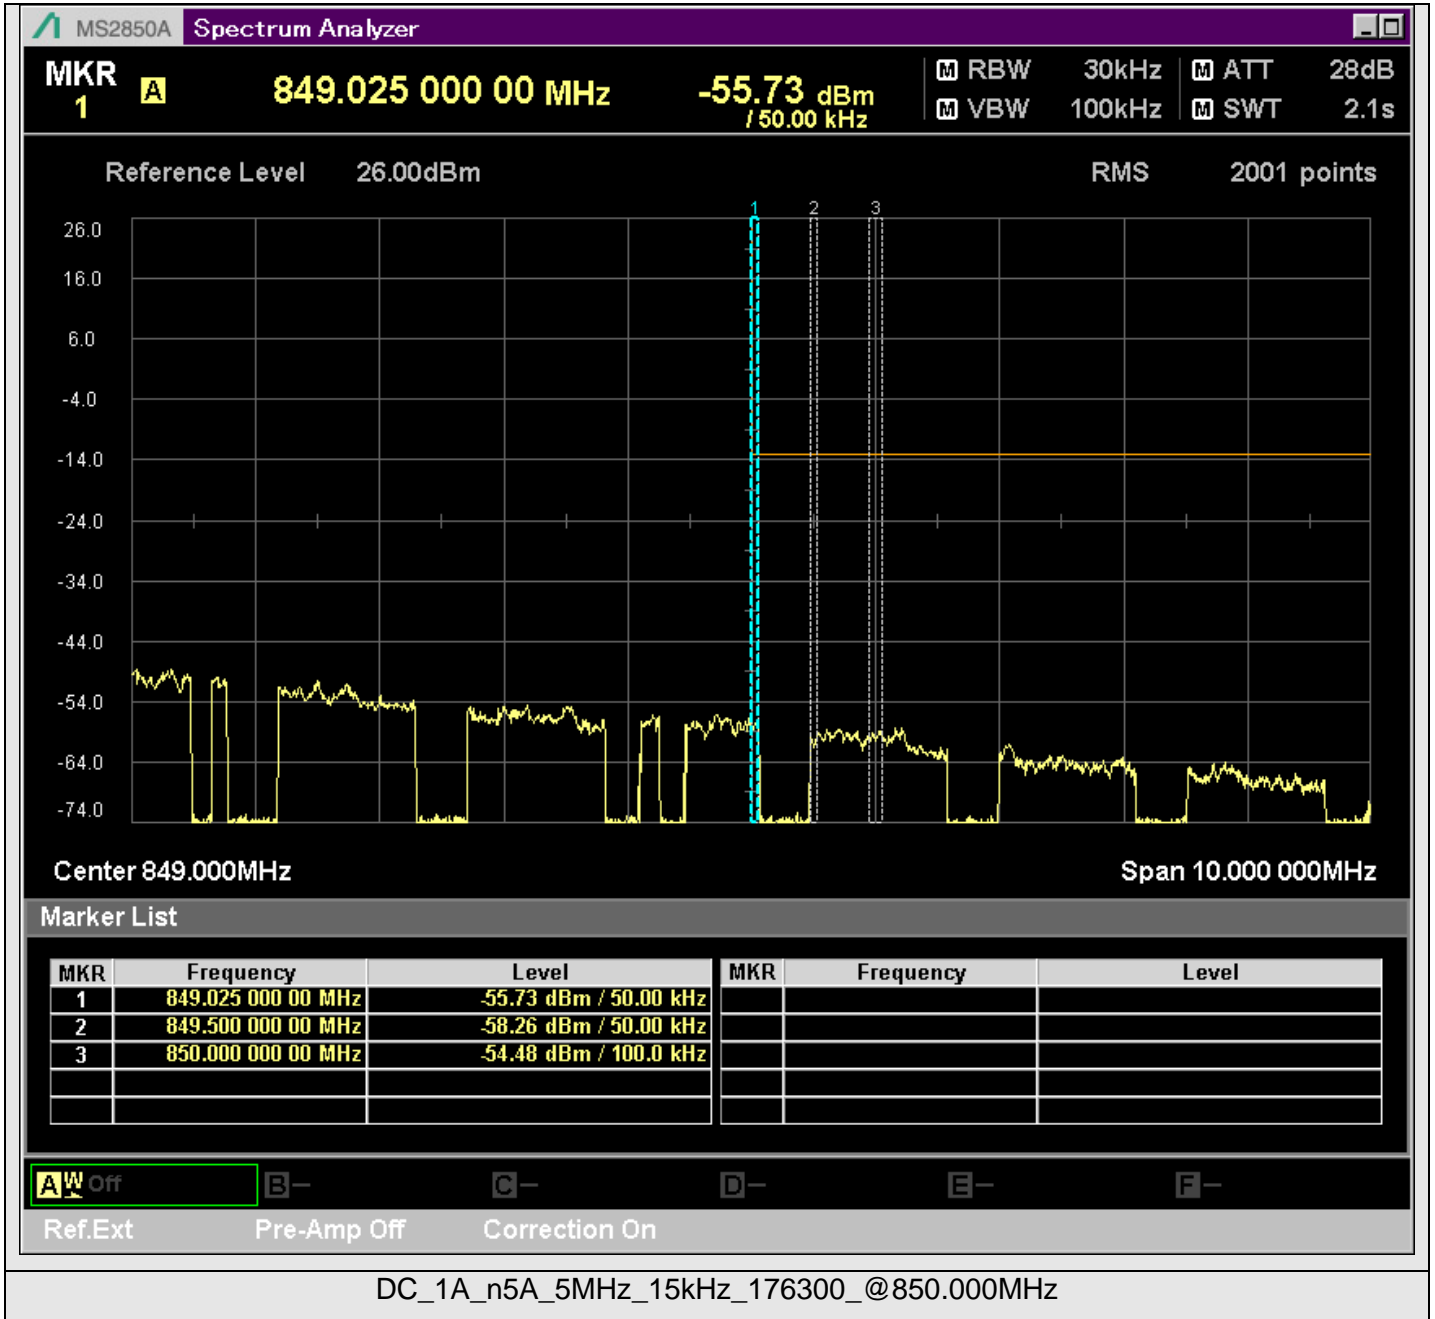 MS2850A Spectrum Analyzer
MKR 1 A 849.025 000 00 MHz -55.73 dBm / 50.00 kHz
M RBW 30kHz M ATT 28dB
M VBW 100kHz M SWT 2.1s
Reference Level 26.00dBm RMS 2001 points
1 2 3
26.0
16.0
6.0
-4.0
-14.0
-24.0
-34.0
-44.0
-54.0
-64.0
-74.0
Center 849.000MHz Span 10.000 000MHz
Marker List
MKR Frequency Level MKR Frequency Level
1 849.025 000 00 MHz -55.73 dBm / 50.00 kHz
2 849.500 000 00 MHz -58.26 dBm / 50.00 kHz
3 850.000 000 00 MHz -54.48 dBm / 100.0 kHz
A W Off B – C – D – E – F –
Ref.Ext Pre-Amp Off Correction On
DC_1A_n5A_5MHz_15kHz_176300_@850.000MHz